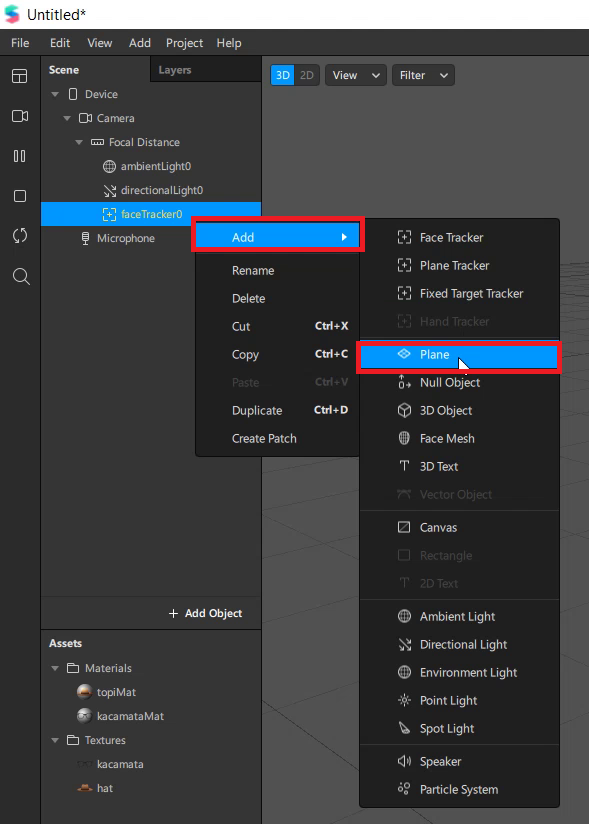 Untitled*
File Edit View Add Project Help
Scene Layers
3D 2D View Filter
Device
Camera
Focal Distance
ambientLight0
directionalLight0
faceTracker0
Microphone
Add
Rename
Delete
Cut Ctrl+X
Copy Ctrl+C
Paste Ctrl+V
Duplicate Ctrl+D
Create Patch
Face Tracker
Plane Tracker
Fixed Target Tracker
Hand Tracker
Plane
Null Object
3D Object
Face Mesh
3D Text
Vector Object
Canvas
Rectangle
2D Text
Ambient Light
Directional Light
Environment Light
Point Light
Spot Light
Speaker
Particle System
+ Add Object
Assets
Materials
topiMat
kacamataMat
Textures
kacamata
hat